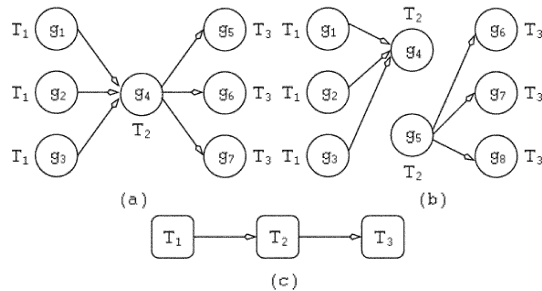 T1 g1 g5 T3
T1 g2 g4 g6 T3
T2
T1 g3 g7 T3
(a)
T2
T1 g1 g4 g6 T3
T1 g2 g7 T3
g5
T1 g3 g8 T3
T2
(b)
T1 T2 T3
(c)